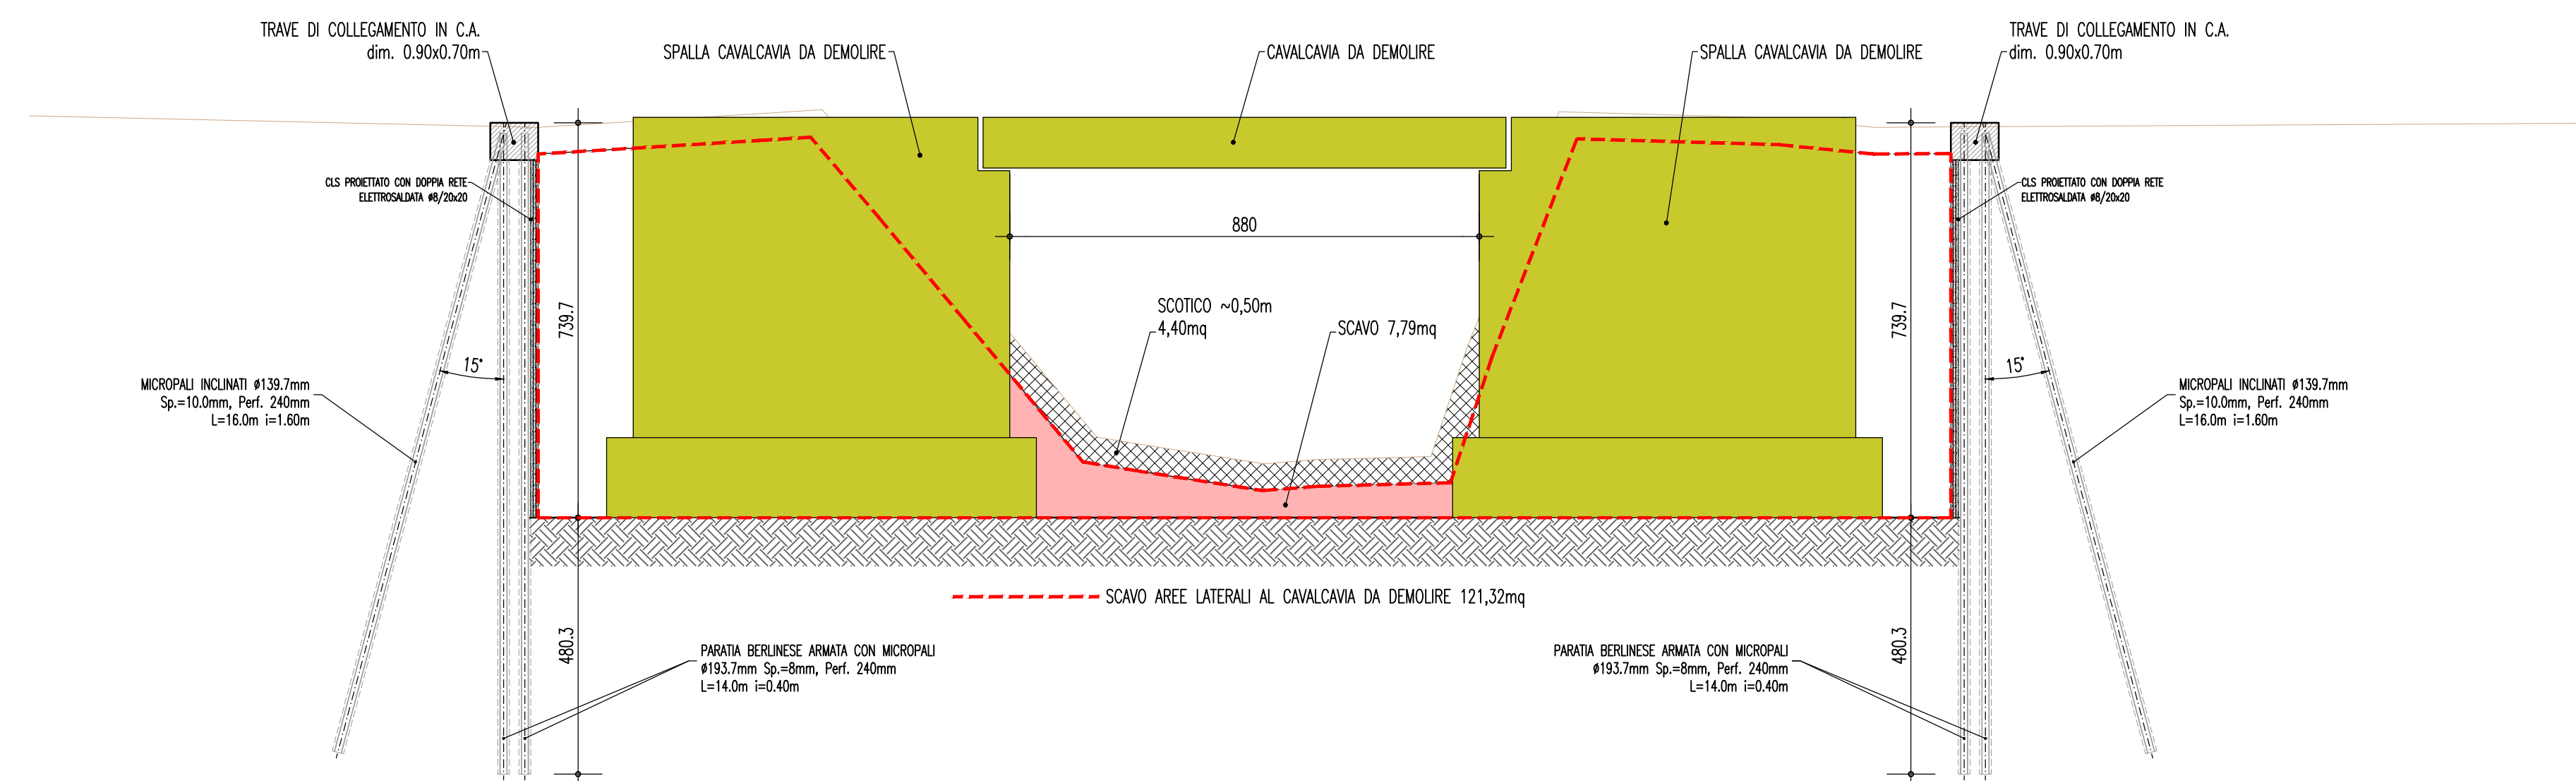 TRAVE DI COLLEGAMENTO IN C.A.
dim. 0.90x0.70m
SPALLA CAVALCAVIA DA DEMOLIRE
CAVALCAVIA DA DEMOLIRE
SPALLA CAVALCAVIA DA DEMOLIRE
TRAVE DI COLLEGAMENTO IN C.A.
dim. 0.90x0.70m
CLS PROIETTATO CON DOPPIA RETE
ELETTROSALDATA ø8/20x20
CLS PROIETTATO CON DOPPIA RETE
ELETTROSALDATA ø8/20x20
880
739.7
SCOTICO ~0,50m
4,40mq
SCAVO 7,79mq
739.7
15°
15°
MICROPALI INCLINATI ø139.7mm
Sp.=10.0mm, Perf. 240mm
L=16.0m i=1.60m
MICROPALI INCLINATI ø139.7mm
Sp.=10.0mm, Perf. 240mm
L=16.0m i=1.60m
SCAVO AREE LATERALI AL CAVALCAVIA DA DEMOLIRE 121,32mq
480.3
PARATIA BERLINESE ARMATA CON MICROPALI
ø193.7mm Sp.=8mm, Perf. 240mm
L=14.0m i=0.40m
PARATIA BERLINESE ARMATA CON MICROPALI
ø193.7mm Sp.=8mm, Perf. 240mm
L=14.0m i=0.40m
480.3